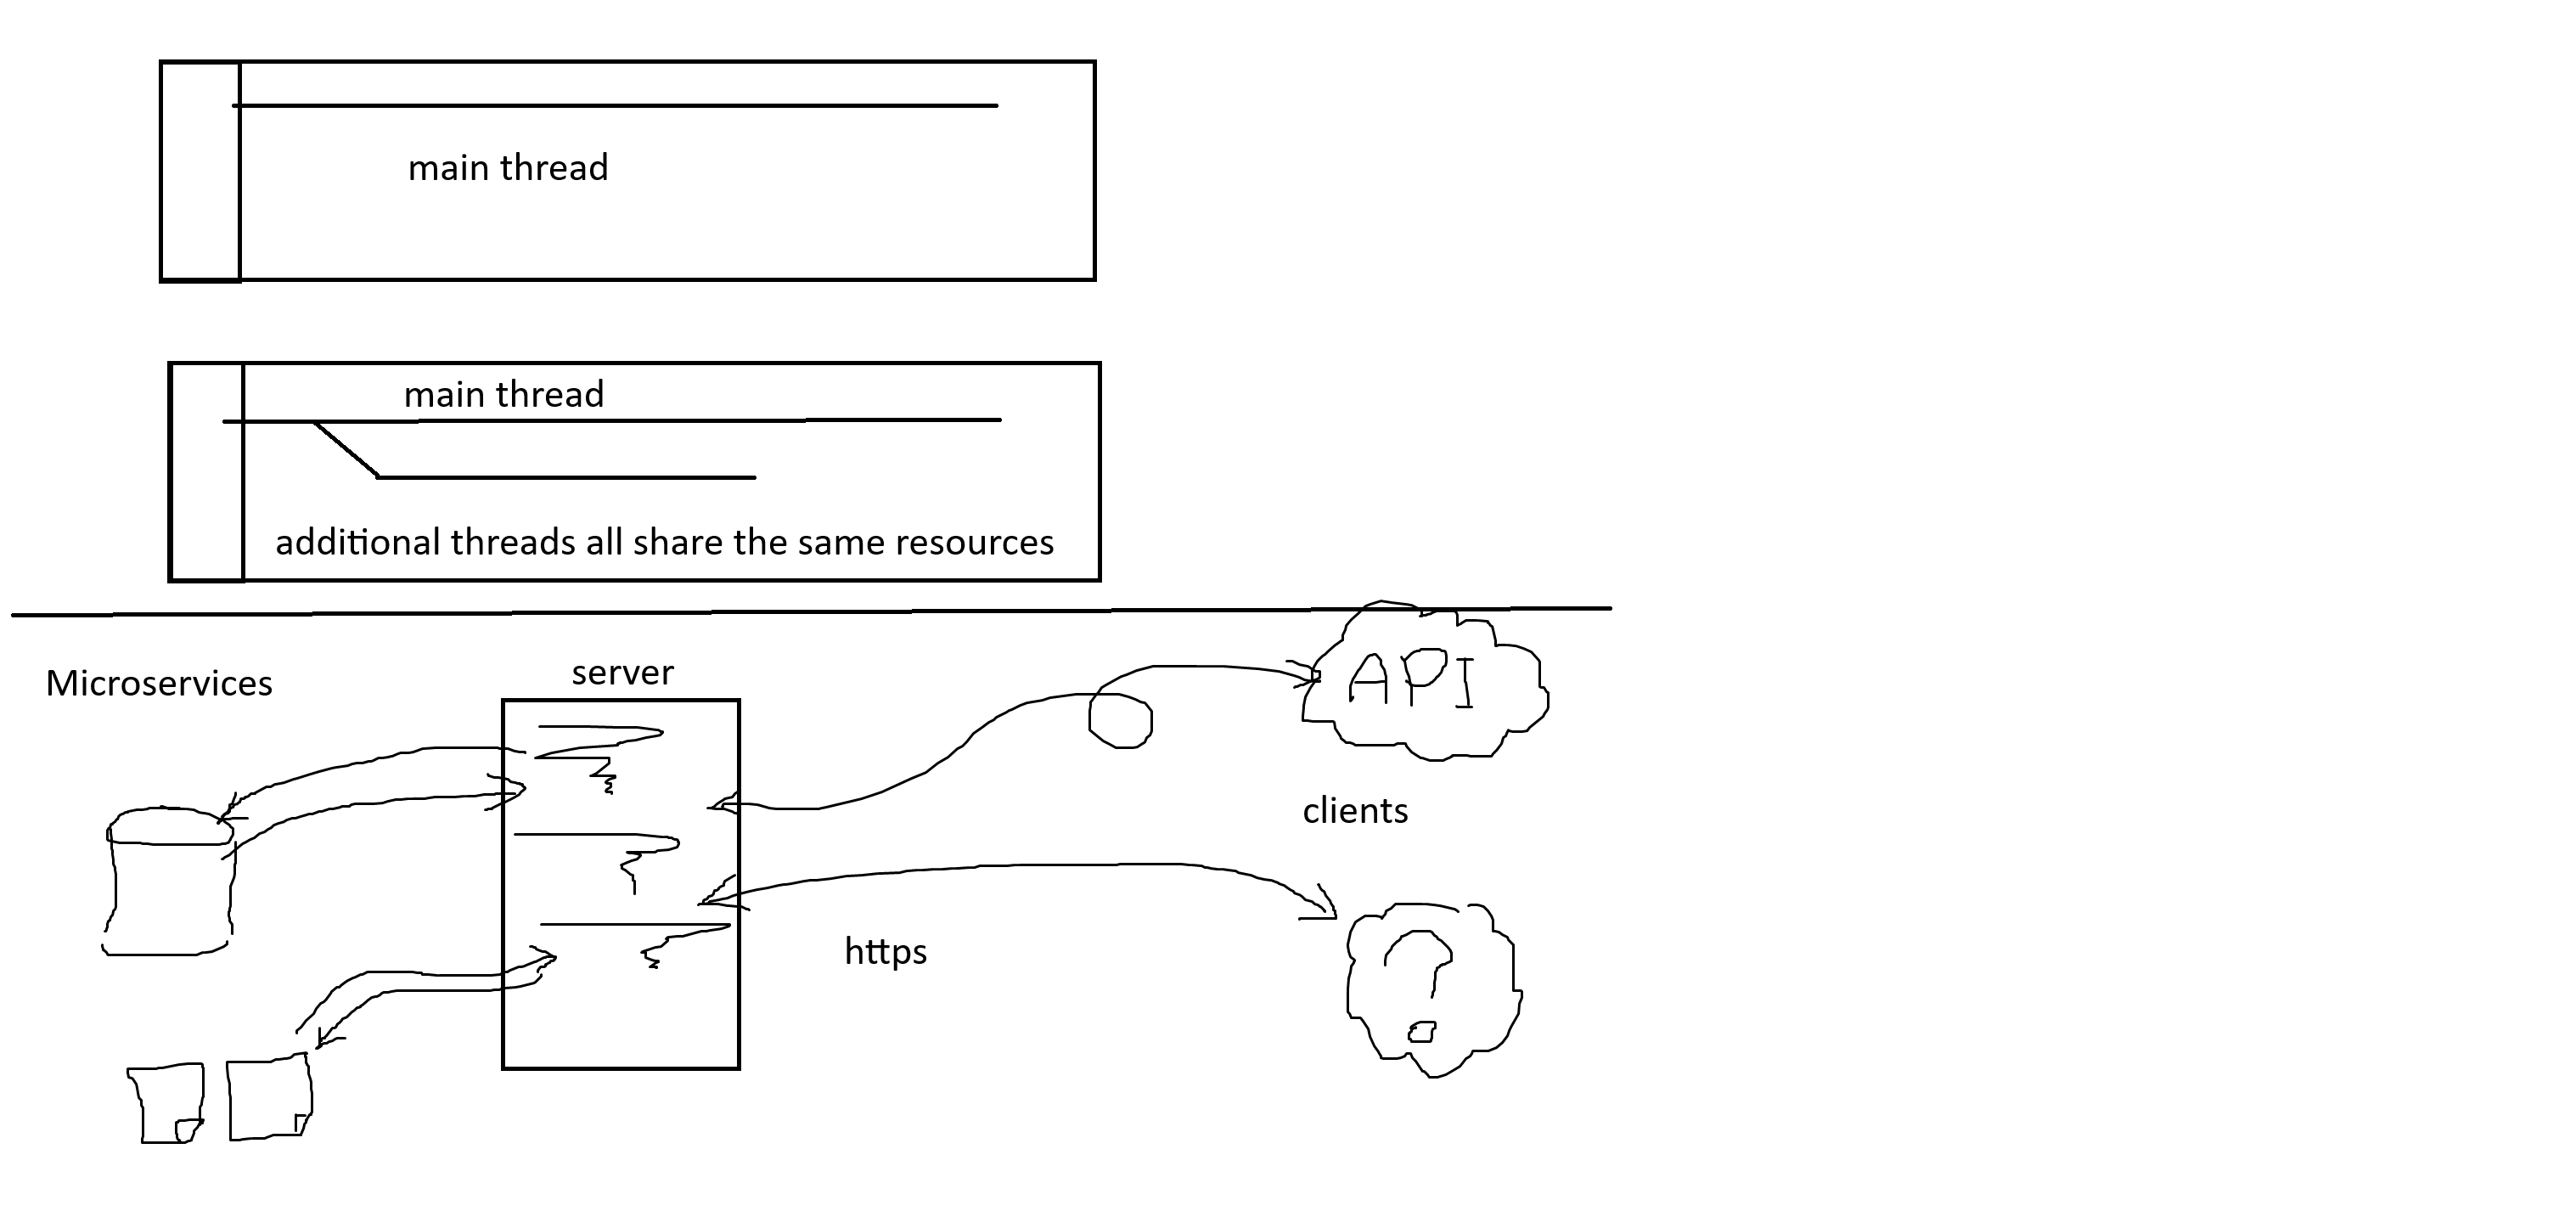 main thread
main thread
additional threads all share the same resources
Microservices
server
API
clients
https
?